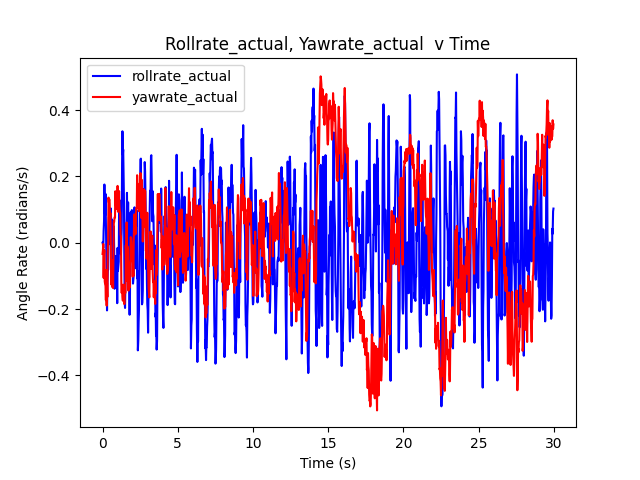 Rollrate_actual, Yawrate_actual  v Time
rollrate_actual
yawrate_actual
Angle Rate (radians/s)
0.4
0.2
0.0
−0.2
−0.4
0 5 10 15 20 25 30
Time (s)